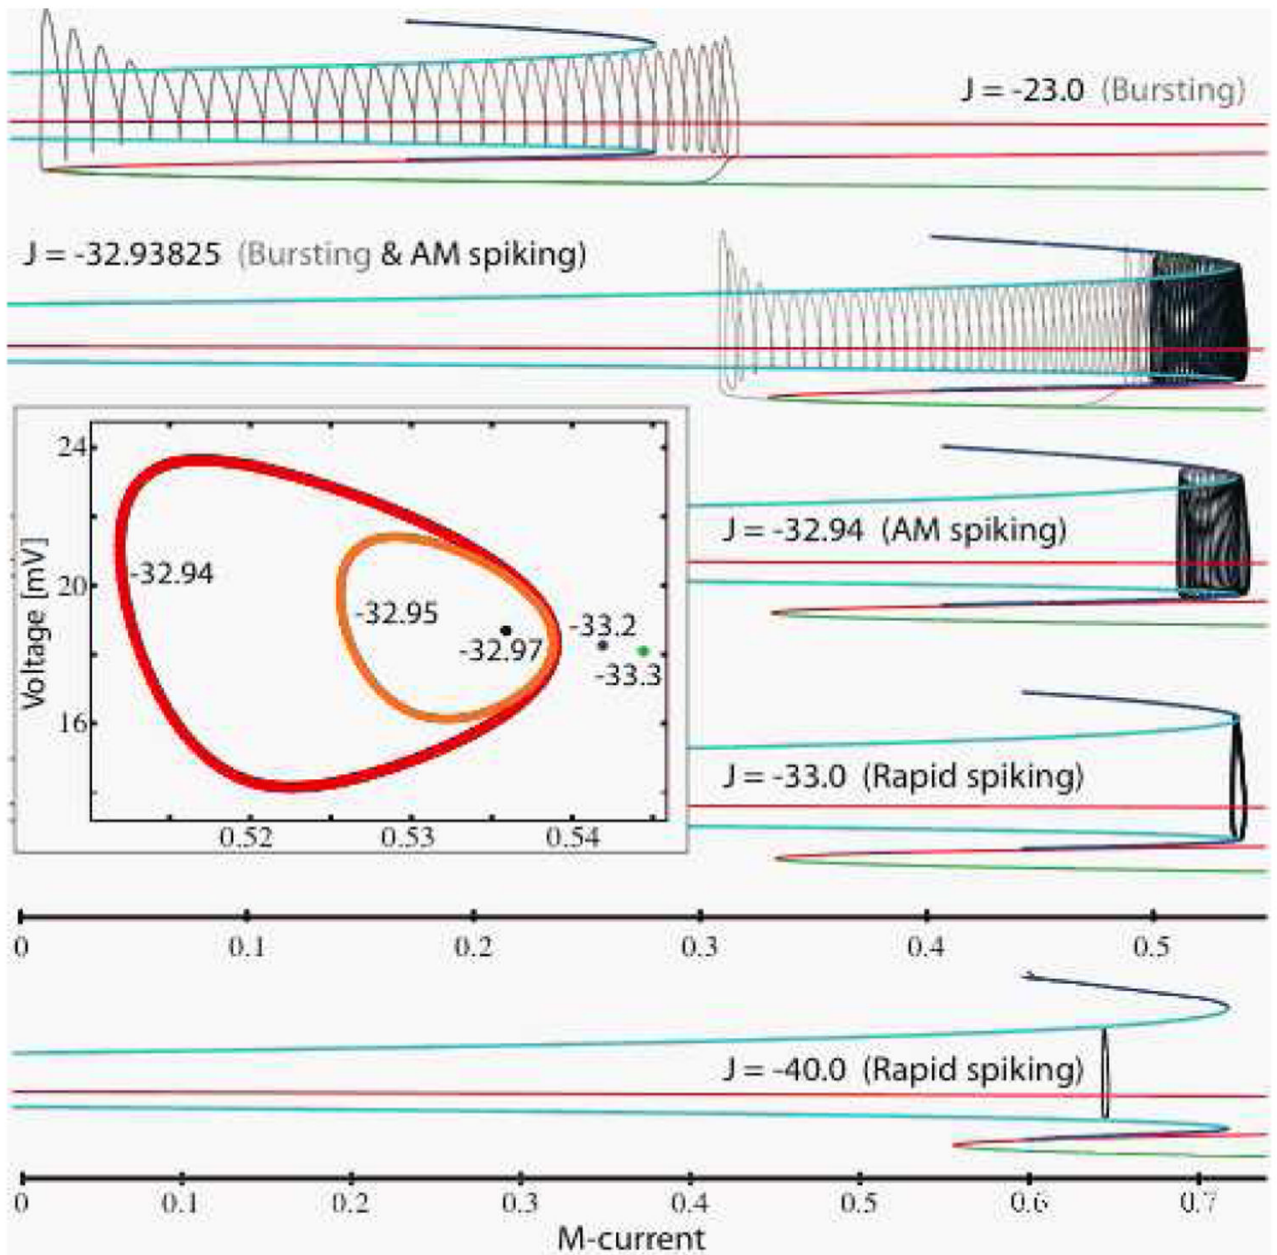 J = -23.0 (Bursting)
J = -32.93825 (Bursting & AM spiking)
24
20
16
Voltage [mV]
-32.94
-32.95
-32.97
-33.2
-33.3
0.52 0.53 0.54
J = -32.94 (AM spiking)
J = -33.0 (Rapid spiking)
0 0.1 0.2 0.3 0.4 0.5
J = -40.0 (Rapid spiking)
0 0.1 0.2 0.3 0.4 0.5 0.6 0.7
M-current